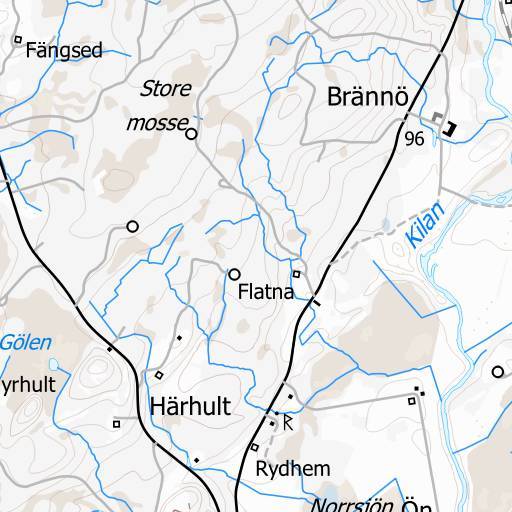 Fängsed
Store
mosse
Brännö
96
Kilan
Flatna
Gölen
yrhult
Härhult
Rydhem
Norrsjön
Ön